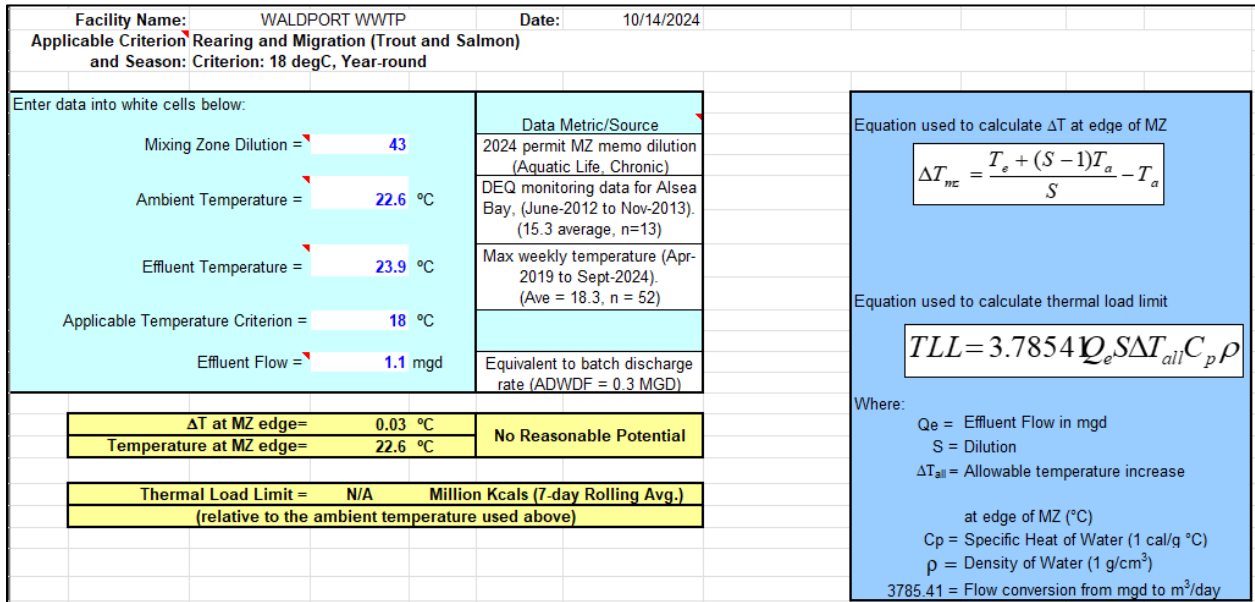 Facility Name: WALDPORT WWTP Date: 10/14/2024
Applicable Criterion Rearing and Migration (Trout and Salmon)
and Season: Criterion: 18 degC, Year-round
Enter data into white cells below:
Data Metric/Source
Mixing Zone Dilution = 43
2024 permit MZ memo dilution
(Aquatic Life, Chronic)
Ambient Temperature = 22.6 ºC
DEQ monitoring data for Alsea
Bay, (June-2012 to Nov-2013).
(15.3 average, n=13)
Effluent Temperature = 23.9 ºC
Max weekly temperature (Apr-
2019 to Sept-2024).
(Ave = 18.3, n = 52)
Applicable Temperature Criterion = 18 ºC
Effluent Flow = 1.1 mgd
Equivalent to batch discharge
rate (ADWDF = 0.3 MGD)
ΔT at MZ edge= 0.03 ºC
Temperature at MZ edge= 22.6 ºC
No Reasonable Potential
Thermal Load Limit = N/A Million Kcals (7-day Rolling Avg.)
(relative to the ambient temperature used above)
Equation used to calculate ΔT at edge of MZ
ΔT_mz = (T_e + (S − 1)T_a) / S − T_a
Equation used to calculate thermal load limit
TLL = 3.78541Q_e SΔT_all C_p ρ
Where:
Qe = Effluent Flow in mgd
S = Dilution
ΔTall = Allowable temperature increase
at edge of MZ (°C)
Cp = Specific Heat of Water (1 cal/g °C)
ρ = Density of Water (1 g/cm³)
3785.41 = Flow conversion from mgd to m³/day